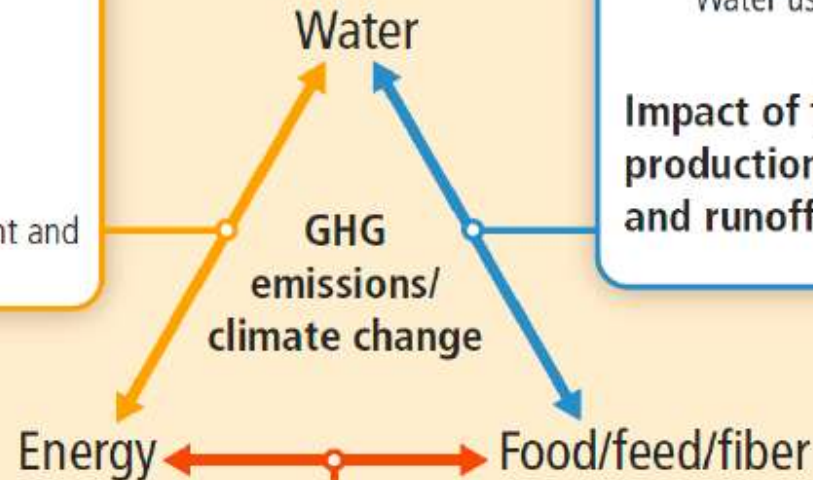 Water
Water us
Impact of
production
and runoff
nt and
GHG
emissions/
climate change
Energy
Food/feed/fiber